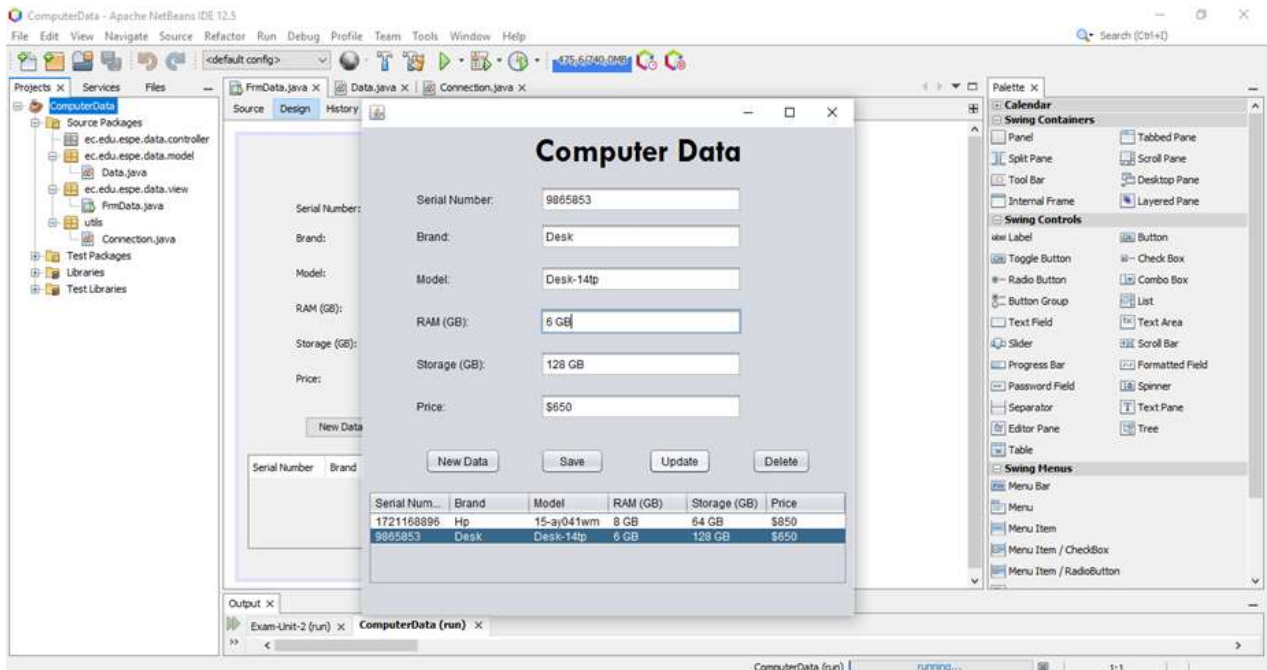 ComputerData - Apache NetBeans IDE 12.5
File Edit View Navigate Source Refactor Run Debug Profile Team Tools Window Help
Search (Ctrl+I)
<default config>
Projects Services Files
ComputerData
Source Packages
ec.edu.espe.data.controller
ec.edu.espe.data.model
Data.java
ec.edu.espe.data.view
FrmData.java
utils
Connection.java
Test Packages
Libraries
Test Libraries
FrmData.java Data.java Connection.java
Source Design History
Serial Number:
Brand:
Model:
RAM (GB):
Storage (GB):
Price:
New Data
Serial Number Brand
Computer Data
Serial Number: 9865853
Brand: Desk
Model: Desk-14tp
RAM (GB): 6 GB
Storage (GB): 128 GB
Price: $650
New Data Save Update Delete
Serial Num... Brand Model RAM (GB) Storage (GB) Price
1721168896 Hp 15-ay041wm 8 GB 64 GB $850
9865853 Desk Desk-14tp 6 GB 128 GB $650
Palette
Calendar
Swing Containers
Panel Tabbed Pane
Split Pane Scroll Pane
Tool Bar Desktop Pane
Internal Frame Layered Pane
Swing Controls
Label Button
Toggle Button Check Box
Radio Button Combo Box
Button Group List
Text Field Text Area
Slider Scroll Bar
Progress Bar Formatted Field
Password Field Spinner
Separator Text Pane
Editor Pane Tree
Table
Swing Menus
Menu Bar
Menu
Menu Item
Menu Item / CheckBox
Menu Item / RadioButton
Output
Exam-Unit-2 (run) ComputerData (run)
ComputerData (run) running... 1:1